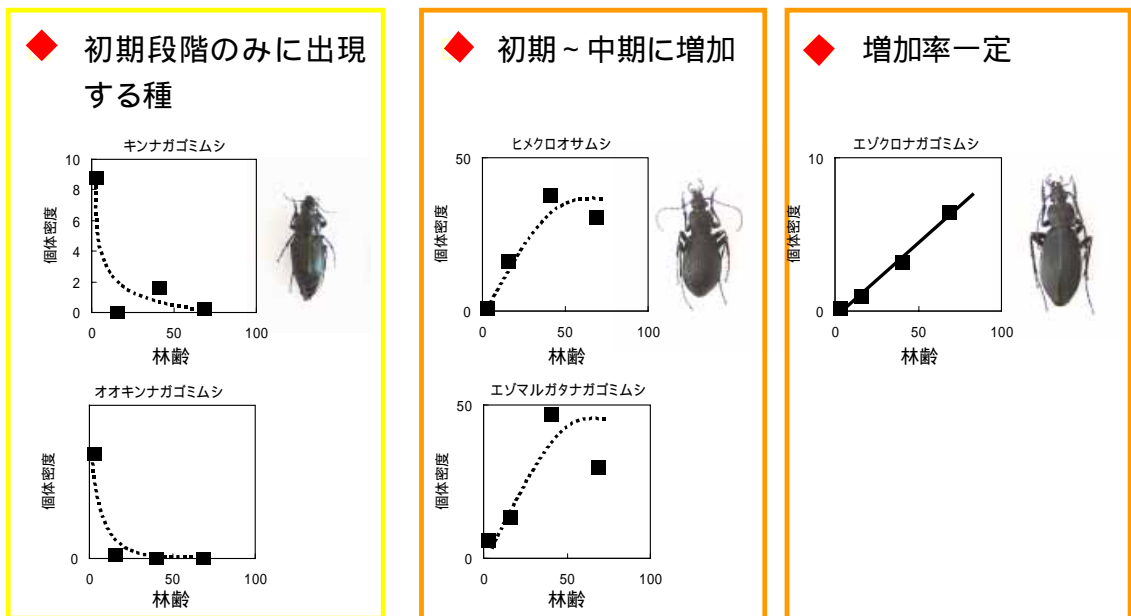 初期段階のみに出現
する種
キンナガゴミムシ
10
8
6
4
2
0
個体密度
0 50 100
林齢
オオキンナガゴミムシ
0
個体密度
0 50 100
林齢
初期~中期に増加
ヒメクロオサムシ
50
0
個体密度
0 50 100
林齢
エゾマルガタナガゴミムシ
50
0
個体密度
0 50 100
林齢
増加率一定
エゾクロナガゴミムシ
10
0
個体密度
0 50 100
林齢